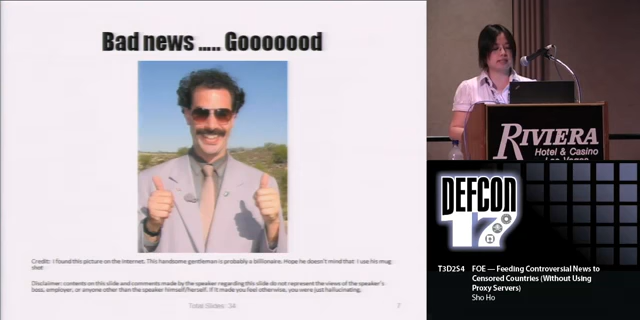 Bad news ..... Gooooood
Credit: I found this picture on the Internet. This handsome gentleman is probably a billionaire. Hope he doesn't mind that I use his mug
shot
Disclaimer: contents on this slide and comments made by the speaker regarding this slide do not represent the views of the speaker's
boss, employer, or anyone other than the speaker himself/herself. If it made you feel otherwise, you were just hallucinating.
Total Slides: 34
7
RIVIERA
Hotel & Casino
Las Vegas
DEFCON
17
T3D2S4 FOE — Feeding Controversial News to
Censored Countries (Without Using
Proxy Servers)
Sho Ho